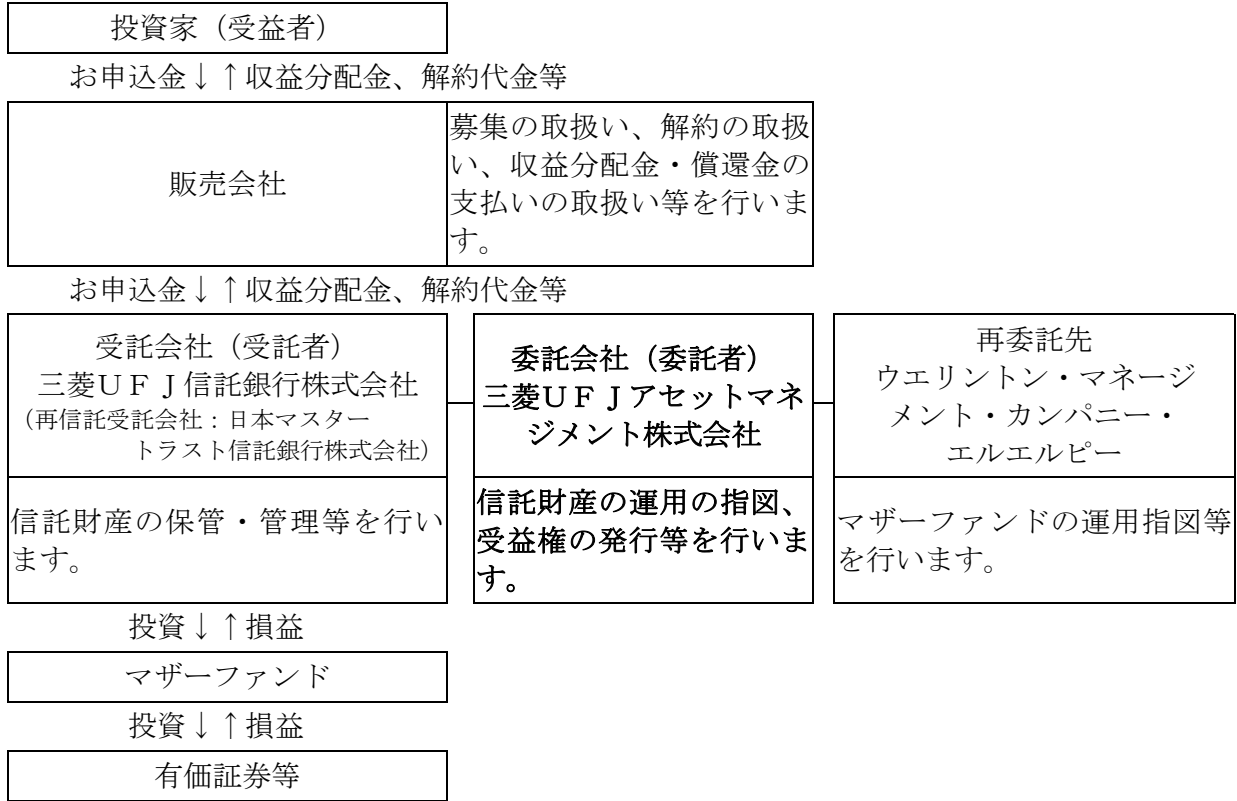 投資家（受益者）
お申込金↓↑収益分配金、解約代金等
販売会社
募集の取扱い、解約の取扱
い、収益分配金・償還金の
支払いの取扱い等を行いま
す。
お申込金↓↑収益分配金、解約代金等
受託会社（受託者）
三菱ＵＦＪ信託銀行株式会社
（再信託受託会社：日本マスター
トラスト信託銀行株式会社）
信託財産の保管・管理等を行い
ます。
委託会社（委託者）
三菱ＵＦＪアセットマネ
ジメント株式会社
信託財産の運用の指図、
受益権の発行等を行いま
す。
再委託先
ウエリントン・マネージ
メント・カンパニー・
エルエルピー
マザーファンドの運用指図等
を行います。
投資↓↑損益
マザーファンド
投資↓↑損益
有価証券等